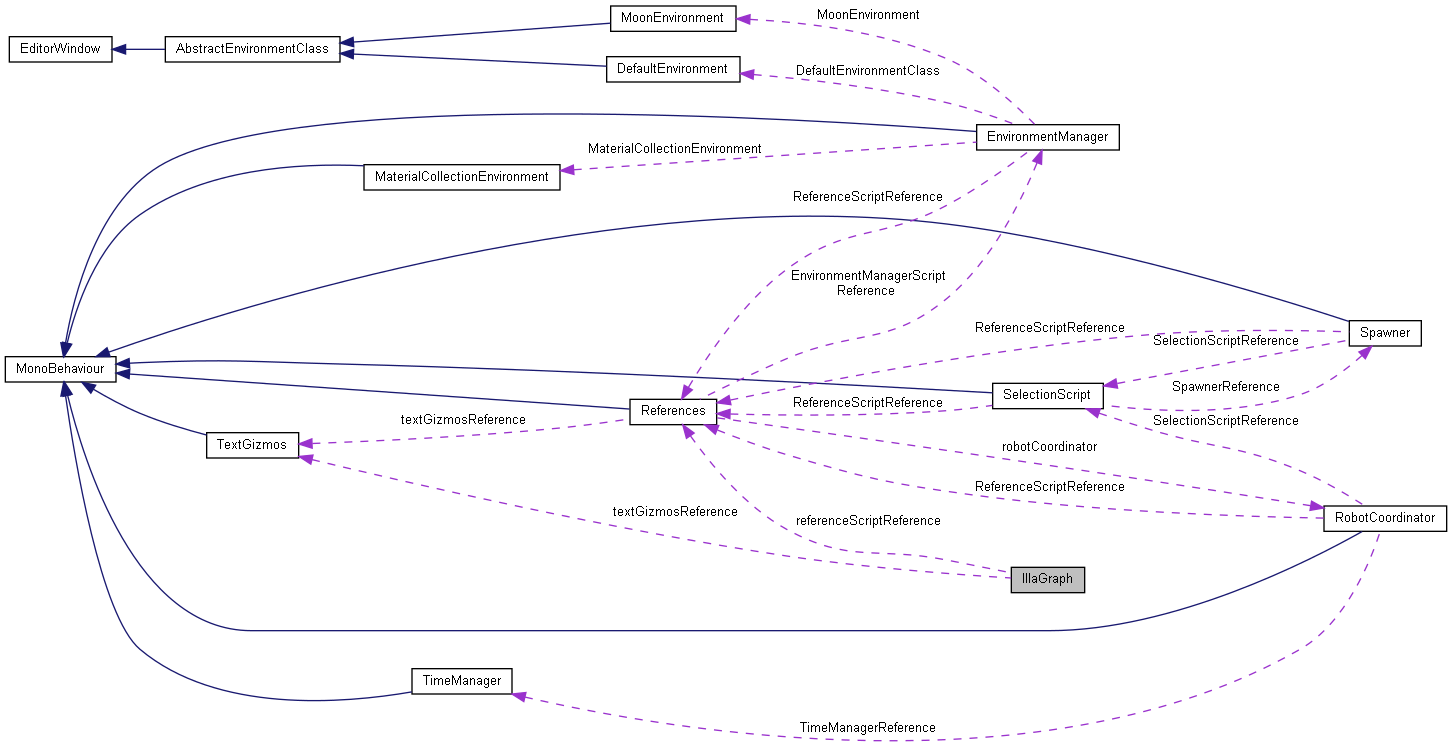 MoonEnvironment
MoonEnvironment
EditorWindow
AbstractEnvironmentClass
DefaultEnvironment
DefaultEnvironmentClass
EnvironmentManager
MaterialCollectionEnvironment
MaterialCollectionEnvironment
ReferenceScriptReference
EnvironmentManagerScript
Reference
ReferenceScriptReference
Spawner
SelectionScriptReference
MonoBehaviour
SpawnerReference
SelectionScript
ReferenceScriptReference
References
textGizmosReference
SelectionScriptReference
TextGizmos
robotCoordinator
ReferenceScriptReference
textGizmosReference
referenceScriptReference
RobotCoordinator
IllaGraph
TimeManager
TimeManagerReference